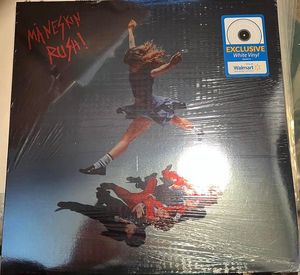 MÅNESKIN
RUSH!
EXCLUSIVE
White Vinyl
Walmart